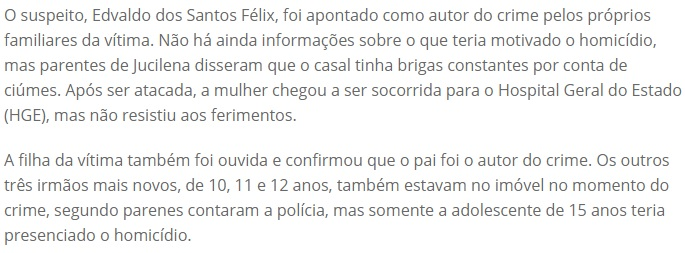 O suspeito, Edvaldo dos Santos Félix, foi apontado como autor do crime pelos próprios
familiares da vítima. Não há ainda informações sobre o que teria motivado o homicídio,
mas parentes de Jucilena disseram que o casal tinha brigas constantes por conta de
ciúmes. Após ser atacada, a mulher chegou a ser socorrida para o Hospital Geral do Estado
(HGE), mas não resistiu aos ferimentos.
A filha da vítima também foi ouvida e confirmou que o pai foi o autor do crime. Os outros
três irmãos mais novos, de 10, 11 e 12 anos, também estavam no imóvel no momento do
crime, segundo parenes contaram a polícia, mas somente a adolescente de 15 anos teria
presenciado o homicídio.